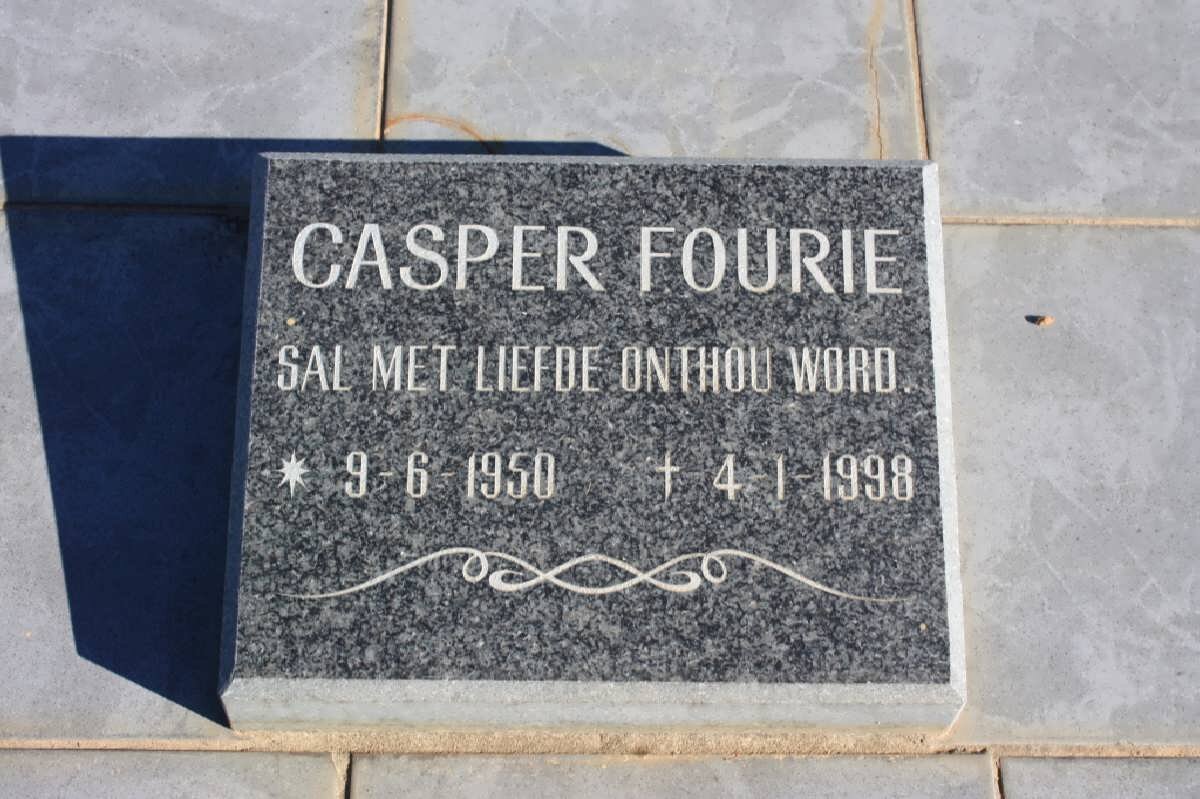 CASPER FOURIE
SAL MET LIEFDE ONTHOU WORD.
* 9-6-1950 † 4-1-1998